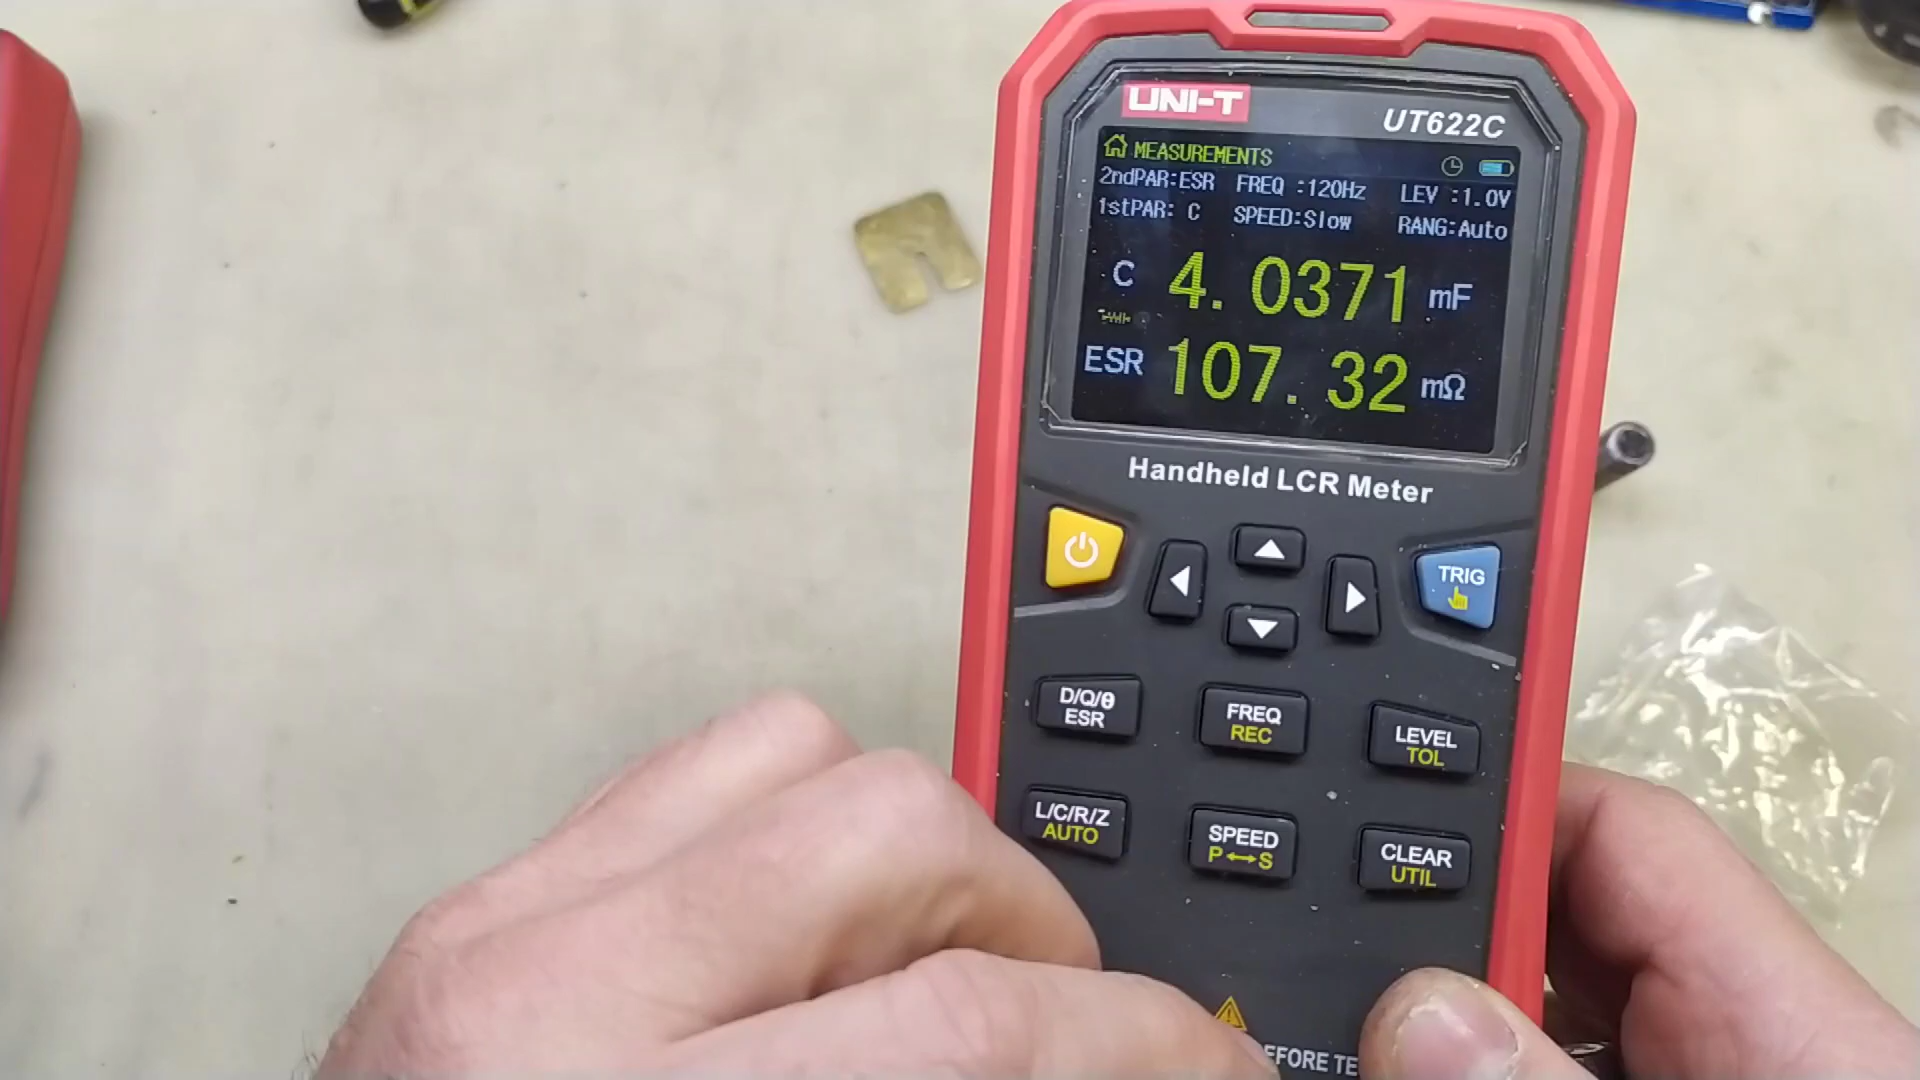 UNI-T
UT622C
MEASUREMENTS
2ndPAR:ESR FREQ :120Hz LEV :1.0V
1stPAR: C SPEED:Slow RANG:Auto
C 4.0371 mF
ESR 107.32 mΩ
Handheld LCR Meter
TRIG
D/Q/θ
ESR
FREQ
REC
LEVEL
TOL
L/C/R/Z
AUTO
SPEED
P↔S
CLEAR
UTIL